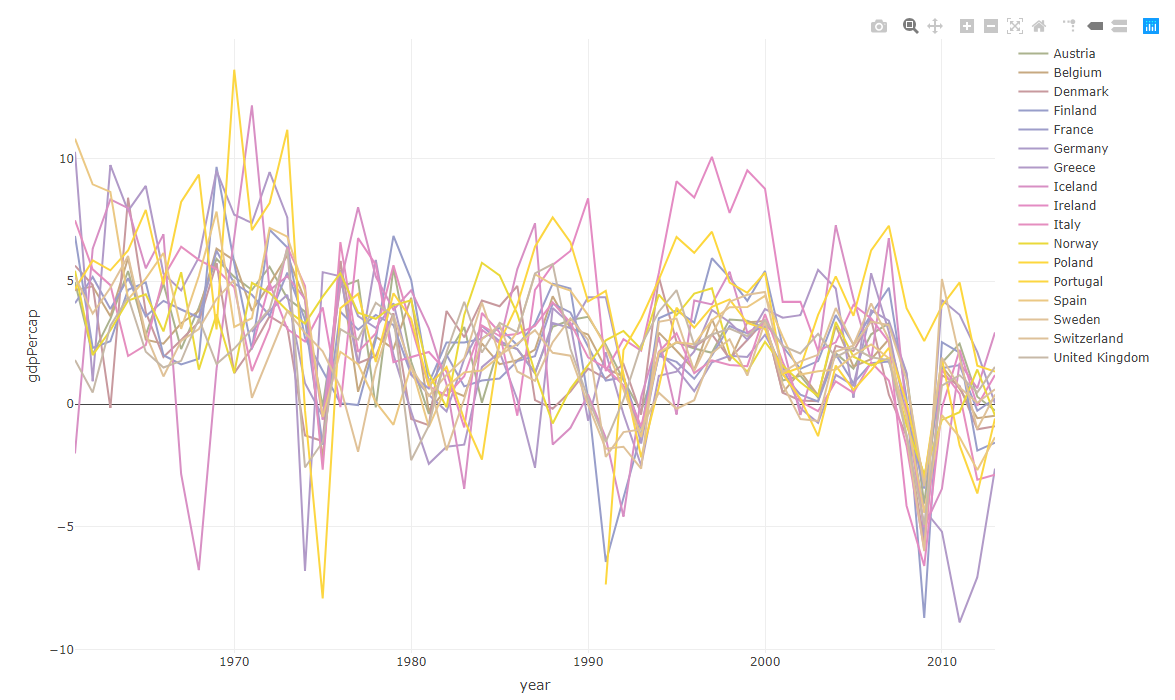 Austria
Belgium
Denmark
Finland
France
Germany
Greece
Iceland
Ireland
Italy
Norway
Poland
Portugal
Spain
Sweden
Switzerland
United Kingdom
10
5
0
−5
−10
gdpPercap
1970
1980
1990
2000
2010
year